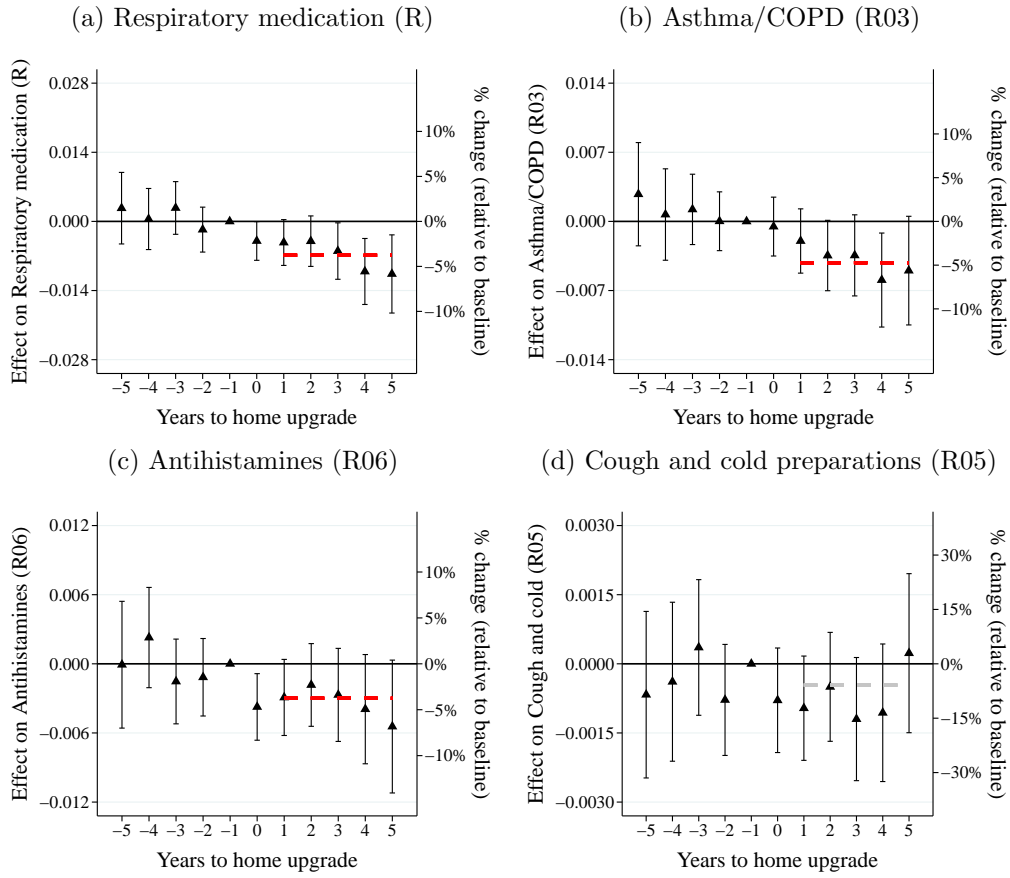 (a) Respiratory medication (R)
Effect on Respiratory medication (R)
0.028
0.014
0.000
−0.014
−0.028
10%
5%
0%
−5%
−10%
% change (relative to baseline)
−5 −4 −3 −2 −1 0 1 2 3 4 5
Years to home upgrade
(b) Asthma/COPD (R03)
Effect on Asthma/COPD (R03)
0.014
0.007
0.000
−0.007
−0.014
10%
5%
0%
−5%
−10%
% change (relative to baseline)
−5 −4 −3 −2 −1 0 1 2 3 4 5
Years to home upgrade
(c) Antihistamines (R06)
Effect on Antihistamines (R06)
0.012
0.006
0.000
−0.006
−0.012
10%
5%
0%
−5%
−10%
% change (relative to baseline)
−5 −4 −3 −2 −1 0 1 2 3 4 5
Years to home upgrade
(d) Cough and cold preparations (R05)
Effect on Cough and cold (R05)
0.0030
0.0015
0.0000
−0.0015
−0.0030
30%
15%
0%
−15%
−30%
% change (relative to baseline)
−5 −4 −3 −2 −1 0 1 2 3 4 5
Years to home upgrade